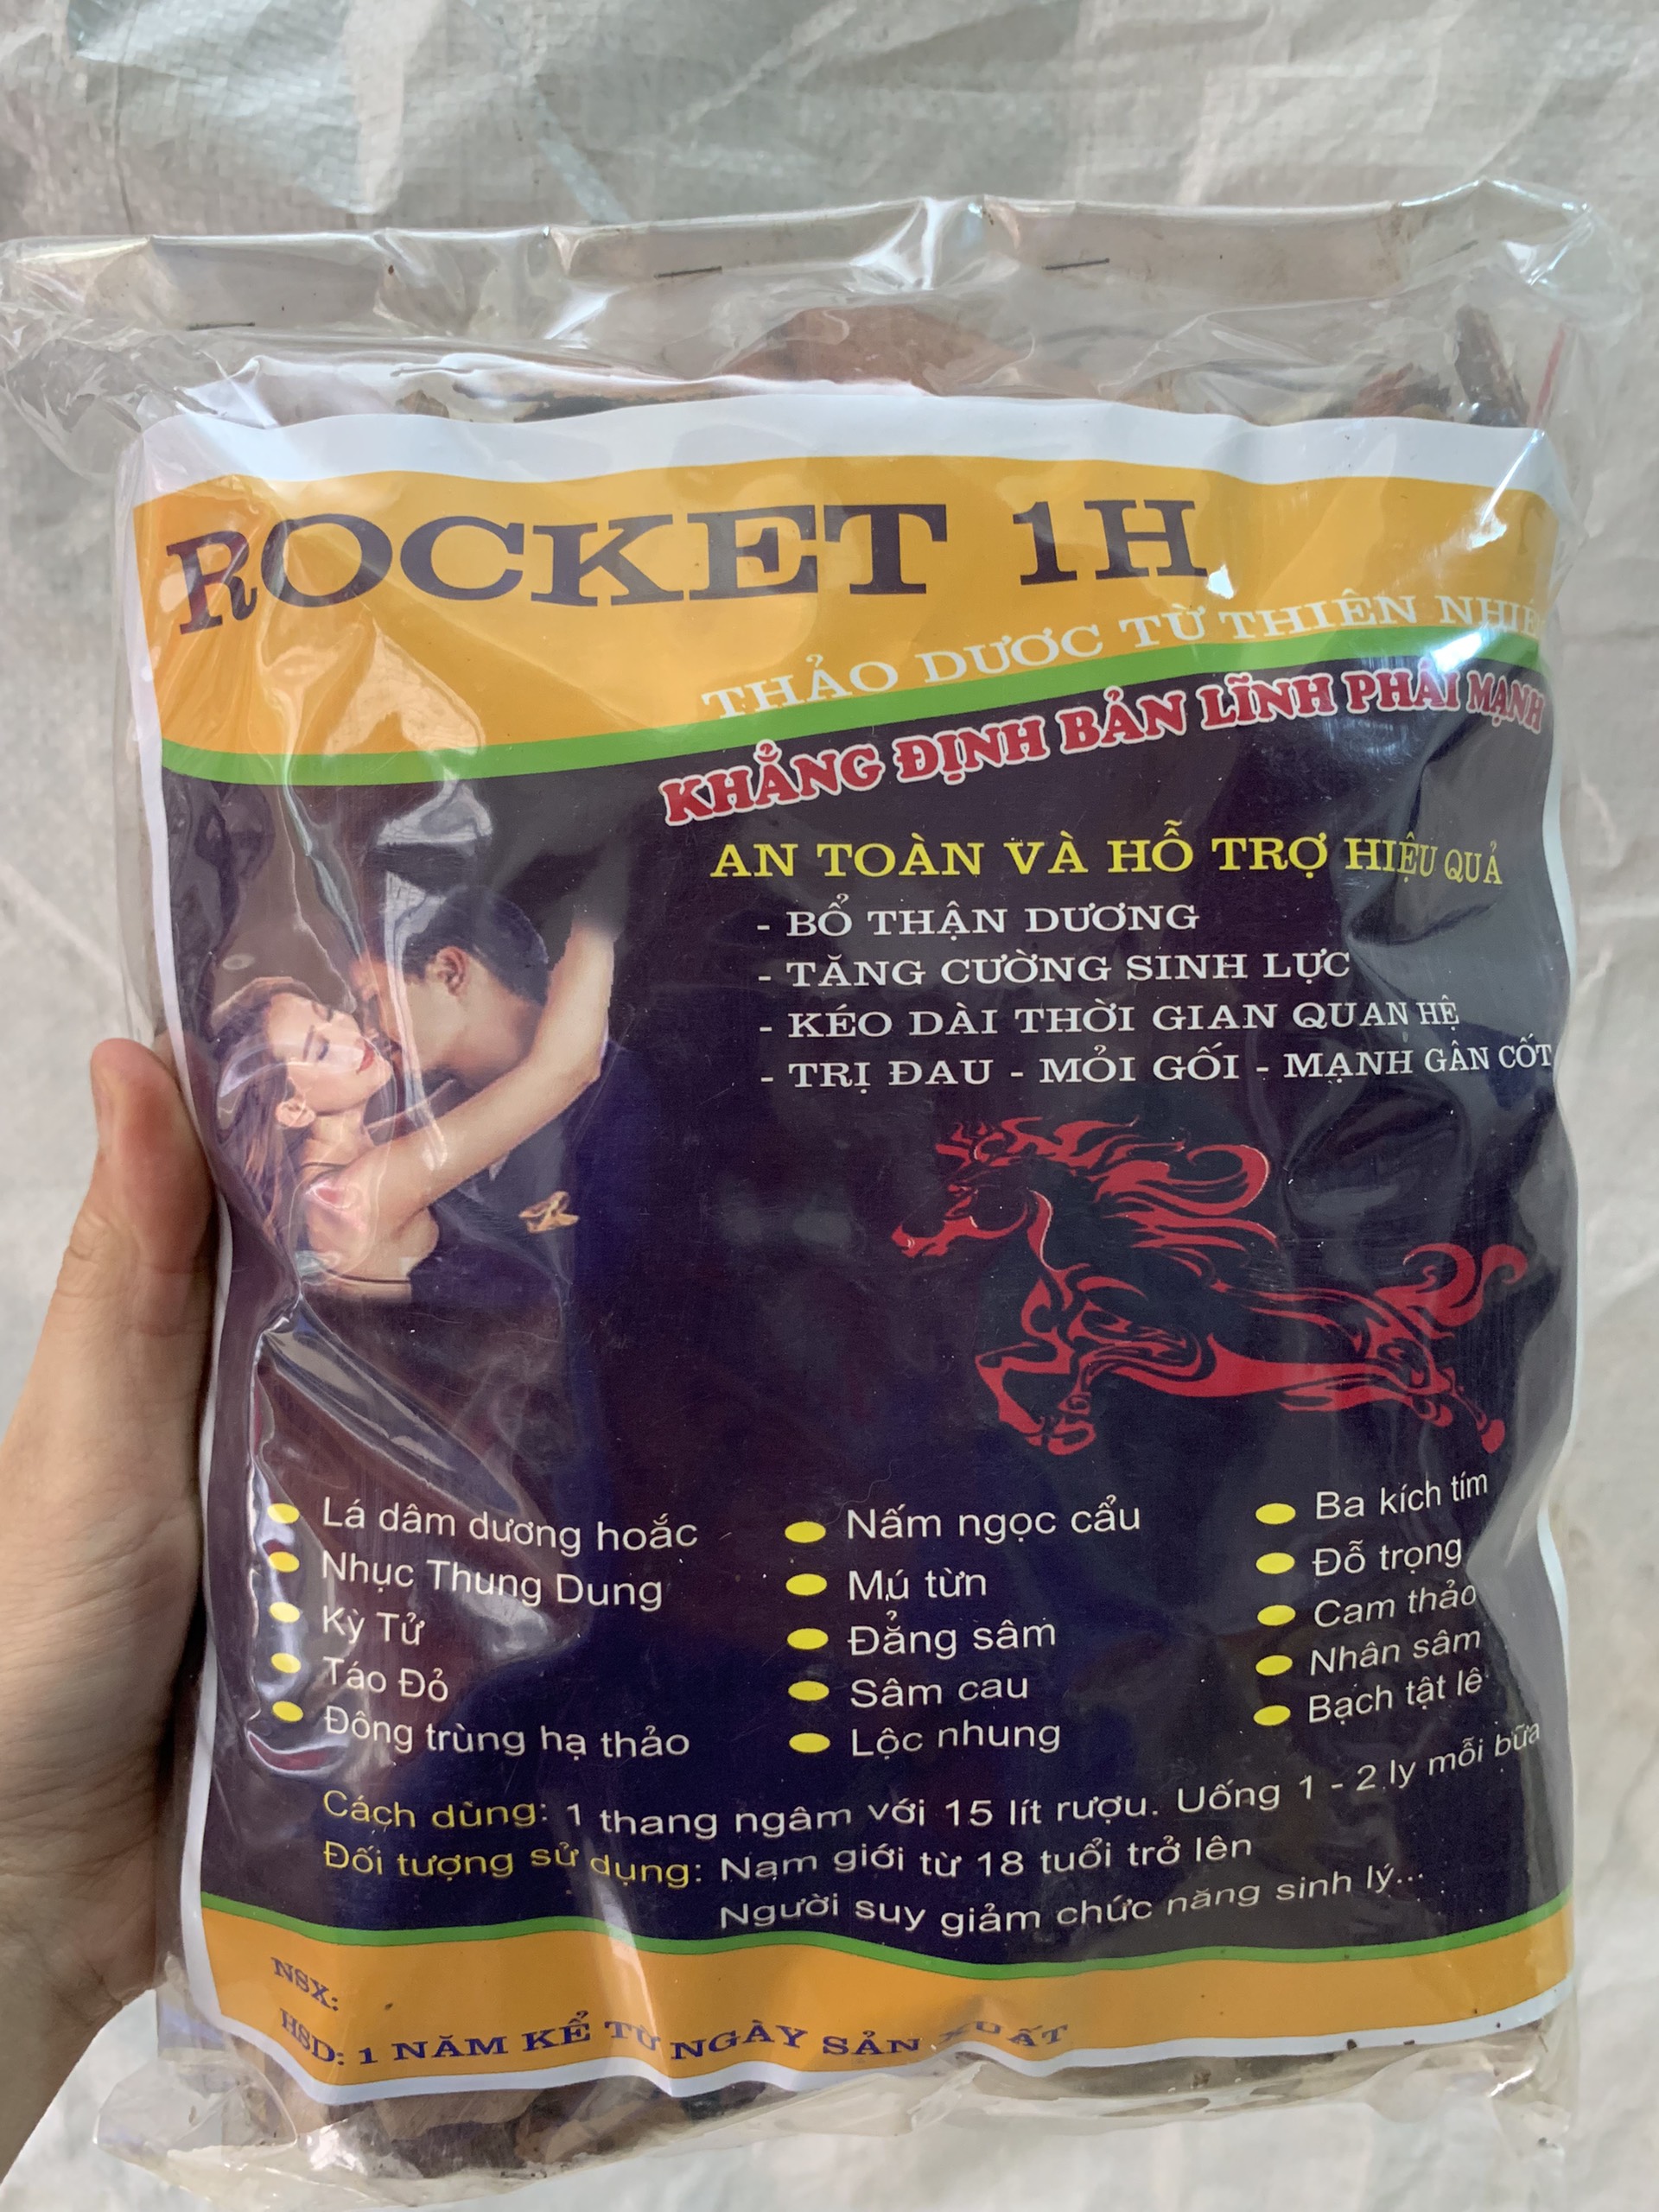 ROCKET 1H
THẢO DƯƠC TỪ THIÊN NHIÊ
KHẲNG ĐỊNH BẢN LĨNH PHÁI MẠNH
AN TOÀN VÀ HỖ TRỢ HIỆU QUẢ
- BỔ THẬN DƯƠNG
- TĂNG CƯỜNG SINH LỰC
- KÉO DÀI THỜI GIAN QUAN HỆ
- TRỊ ĐAU - MỎI GỐI - MẠNH GÂN CỐT
Lá dâm dương hoắc
Nhục Thung Dung
Kỳ Tử
Táo Đỏ
Đông trùng hạ thảo
Nấm ngọc cẩu
Mú từn
Đẳng sâm
Sâm cau
Lộc nhung
Ba kích tím
Đỗ trọng
Cam thảo
Nhân sâm
Bạch tật lê
Cách dùng: 1 thang ngâm với 15 lít rượu. Uống 1 - 2 ly mỗi bữa
Đối tượng sử dụng: Nam giới từ 18 tuổi trở lên
Người suy giảm chức năng sinh lý...
NSX:
HSD: 1 NĂM KỂ TỪ NGÀY SẢN XUẤT